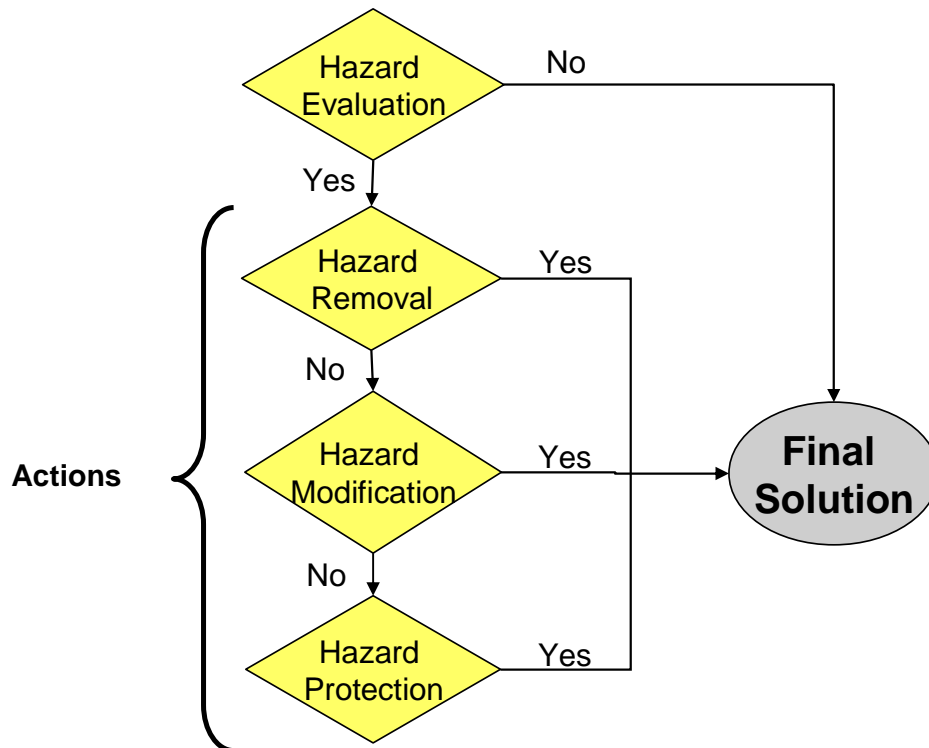 Hazard
Evaluation
No
Yes
Hazard
Removal
Yes
No
Actions
Hazard
Modification
Yes
Final
Solution
No
Hazard
Protection
Yes